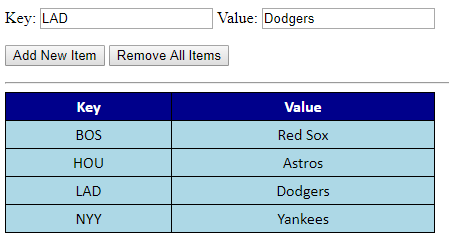 Key: LAD Value: Dodgers
Add New Item Remove All Items
Key Value
BOS Red Sox
HOU Astros
LAD Dodgers
NYY Yankees